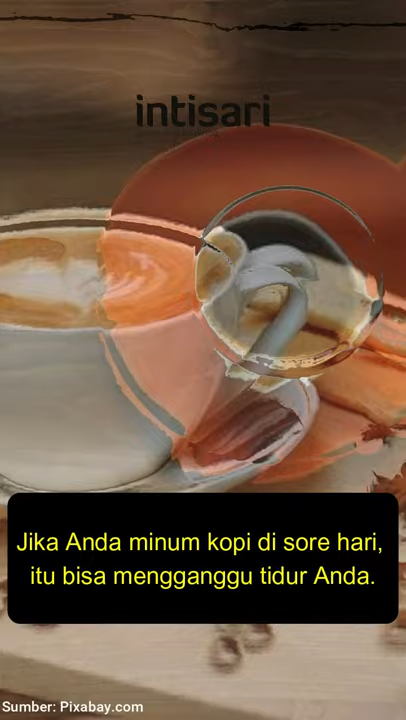 intisari
Jika Anda minum kopi di sore hari,
itu bisa mengganggu tidur Anda.
Sumber: Pixabay.com